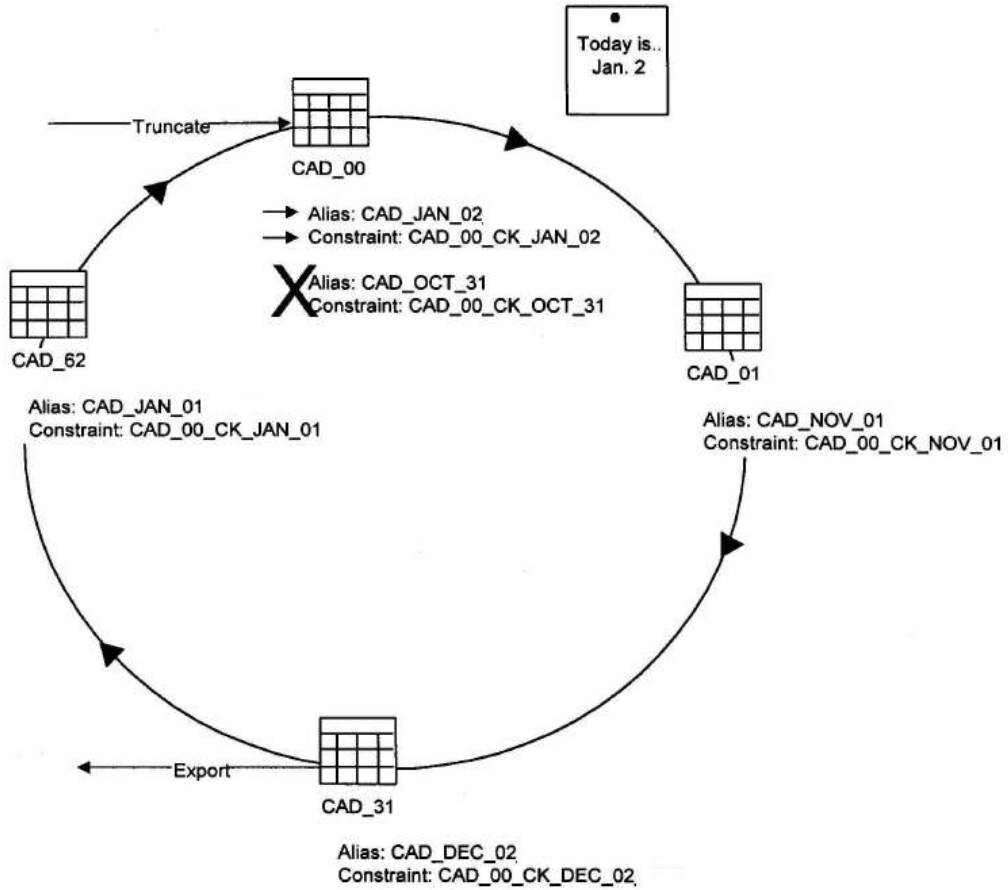 Today is..
Jan. 2
Truncate
CAD_00
Alias: CAD_JAN_02
Constraint: CAD_00_CK_JAN_02
X
Alias: CAD_OCT_31
Constraint: CAD_00_CK_OCT_31
CAD_62
CAD_01
Alias: CAD_JAN_01
Constraint: CAD_00_CK_JAN_01
Alias: CAD_NOV_01
Constraint: CAD_00_CK_NOV_01
Export
CAD_31
Alias: CAD_DEC_02
Constraint: CAD_00_CK_DEC_02